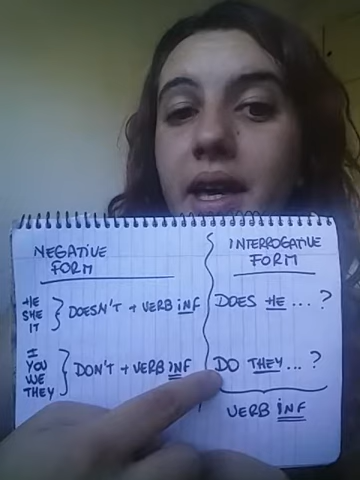 NEGATIVE
FORM
HE
SHE
IT
DOESN'T + VERB INF
I
YOU
WE
THEY
DON'T + VERB INF
INTERROGATIVE
FORM
DOES HE ... ?
DO THEY ... ?
VERB INF